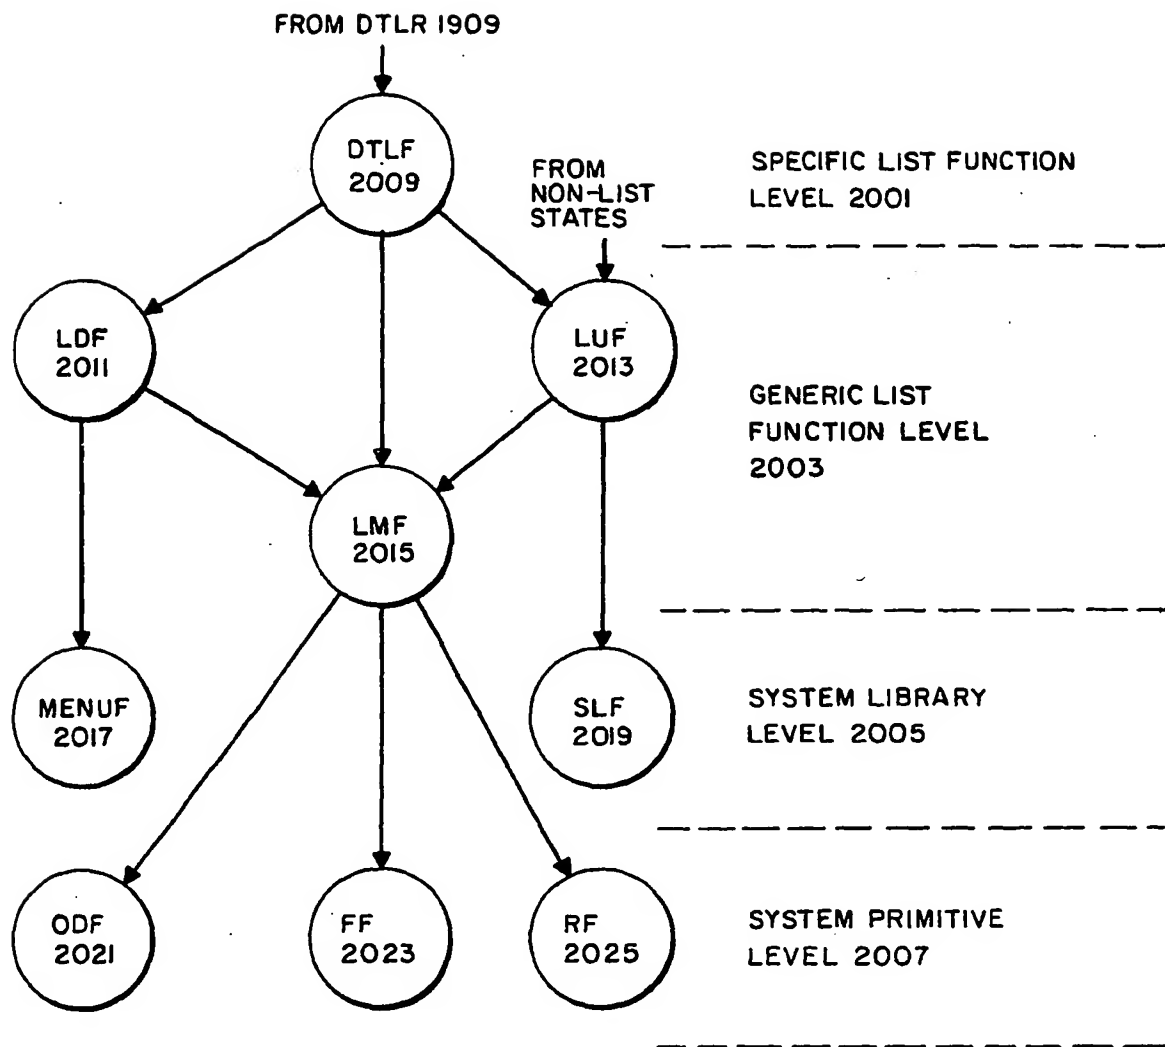 FROM DTLR 1909
DTLF
2009
FROM
NON-LIST
STATES
SPECIFIC LIST FUNCTION
LEVEL 2001
LDF
2011
LUF
2013
GENERIC LIST
FUNCTION LEVEL
2003
LMF
2015
MENUF
2017
SLF
2019
SYSTEM LIBRARY
LEVEL 2005
ODF
2021
FF
2023
RF
2025
SYSTEM PRIMITIVE
LEVEL 2007